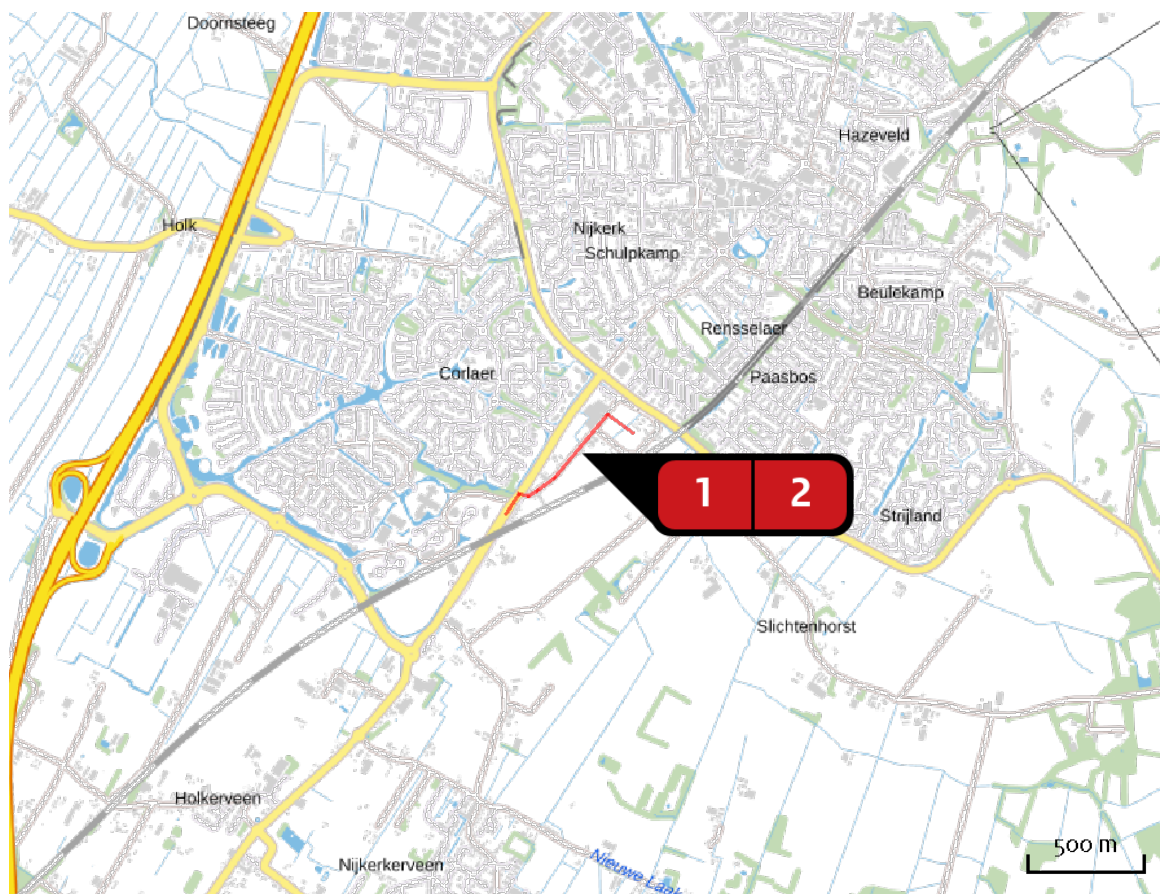 Doornsteeg
Hazeveld
Holk
Nijkerk
Schulpkamp
Beulekamp
Rensselaer
Corlaer
Paasbos
1 2
Strijland
Slichtenhorst
Holkerveen
500 m
Nijkerkerveen
Nieuwe Laak